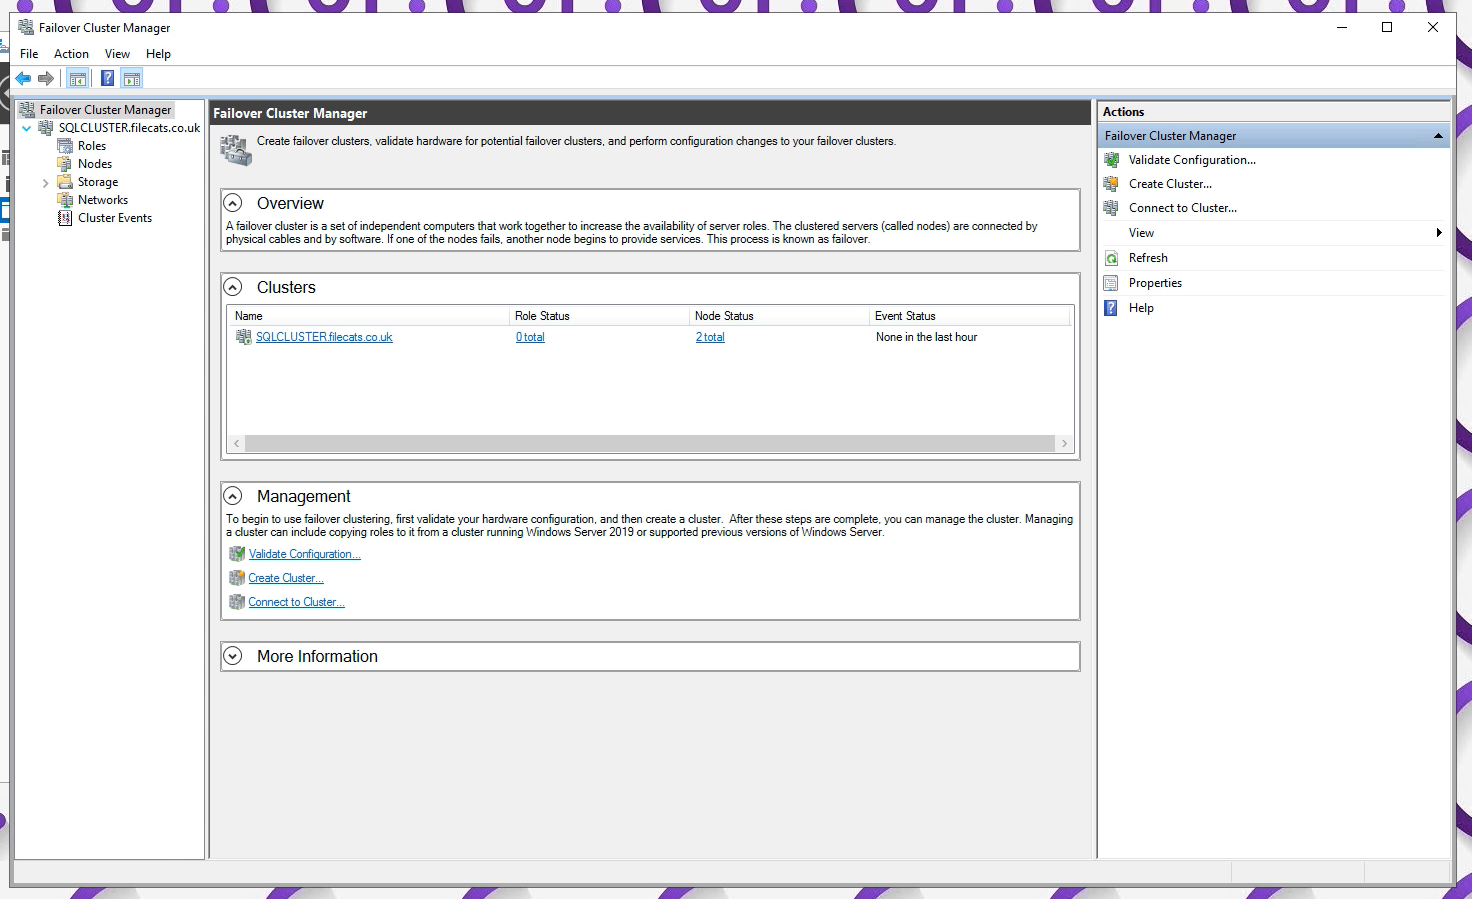 Failover Cluster Manager
File Action View Help
Failover Cluster Manager
SQLCLUSTER.filecats.co.uk
Roles
Nodes
Storage
Networks
Cluster Events
Failover Cluster Manager
Create failover clusters, validate hardware for potential failover clusters, and perform configuration changes to your failover clusters.
Overview
A failover cluster is a set of independent computers that work together to increase the availability of server roles. The clustered servers (called nodes) are connected by
physical cables and by software. If one of the nodes fails, another node begins to provide services. This process is known as failover.
Clusters
Name Role Status Node Status Event Status
SQLCLUSTER.filecats.co.uk 0 total 2 total None in the last hour
Management
To begin to use failover clustering, first validate your hardware configuration, and then create a cluster. After these steps are complete, you can manage the cluster. Managing
a cluster can include copying roles to it from a cluster running Windows Server 2019 or supported previous versions of Windows Server.
Validate Configuration...
Create Cluster...
Connect to Cluster...
More Information
Actions
Failover Cluster Manager
Validate Configuration...
Create Cluster...
Connect to Cluster...
View
Refresh
Properties
Help